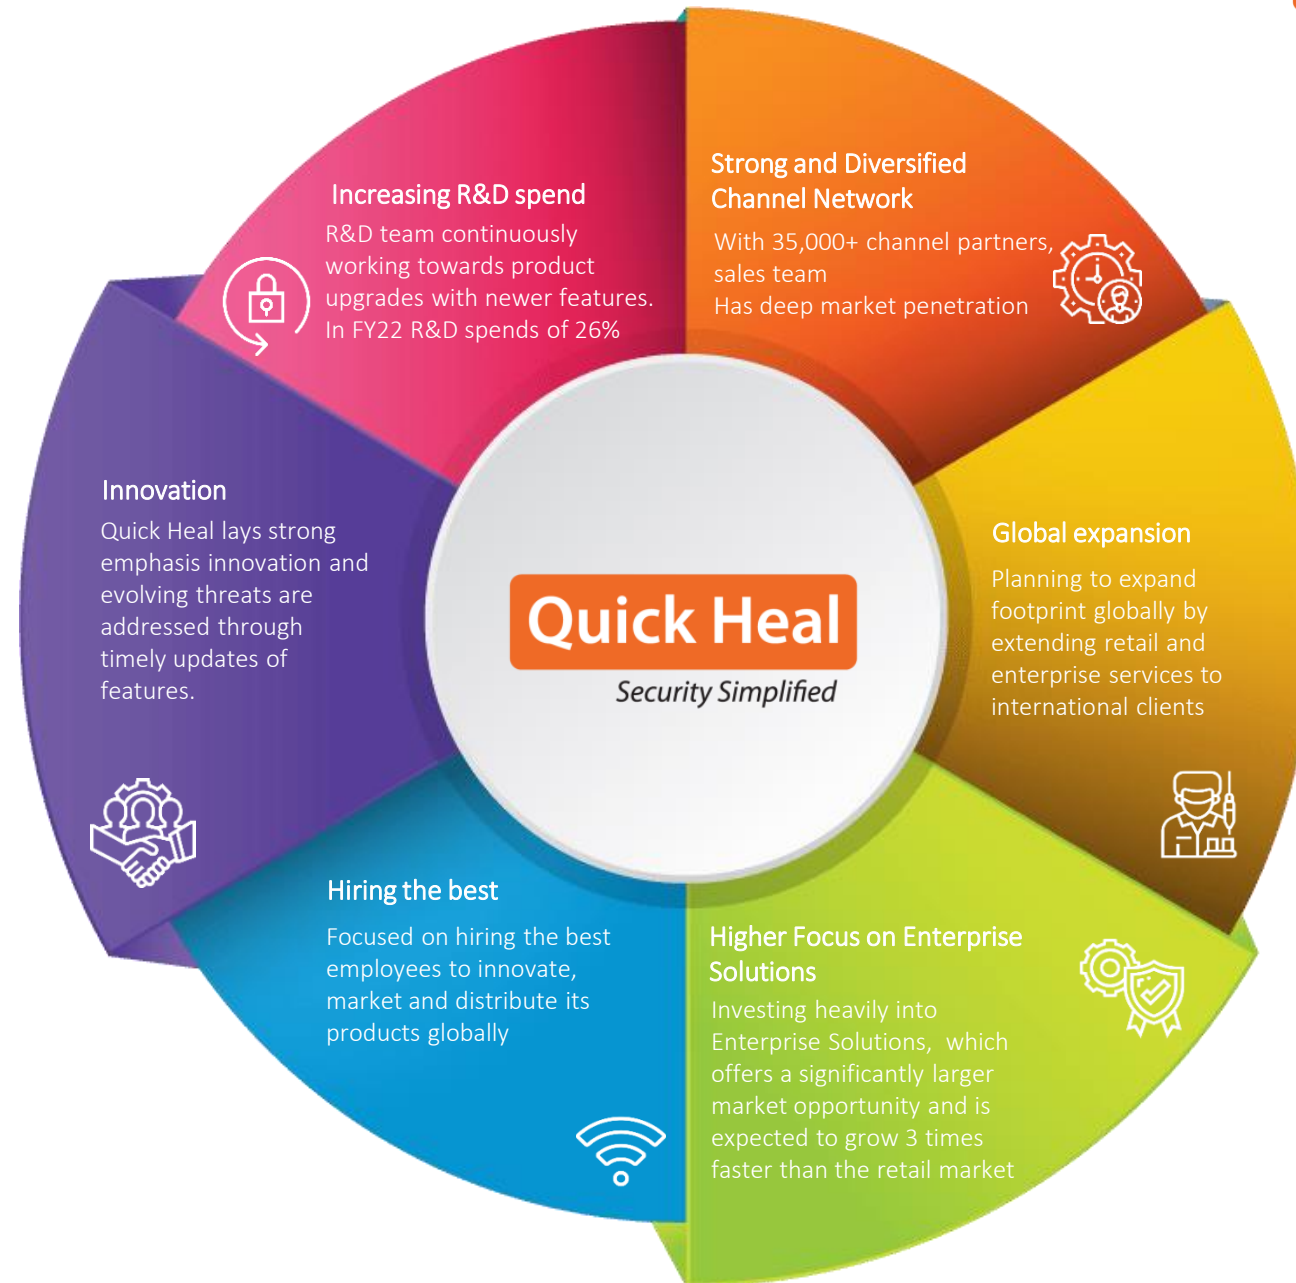 Increasing R&D spend
R&D team continuously
working towards product
upgrades with newer features.
In FY22 R&D spends of 26%
Strong and Diversified
Channel Network
With 35,000+ channel partners,
sales team
Has deep market penetration
Innovation
Quick Heal lays strong
emphasis innovation and
evolving threats are
addressed through
timely updates of
features.
Quick Heal
Security Simplified
Global expansion
Planning to expand
footprint globally by
extending retail and
enterprise services to
international clients
Hiring the best
Focused on hiring the best
employees to innovate,
market and distribute its
products globally
Higher Focus on Enterprise
Solutions
Investing heavily into
Enterprise Solutions, which
offers a significantly larger
market opportunity and is
expected to grow 3 times
faster than the retail market